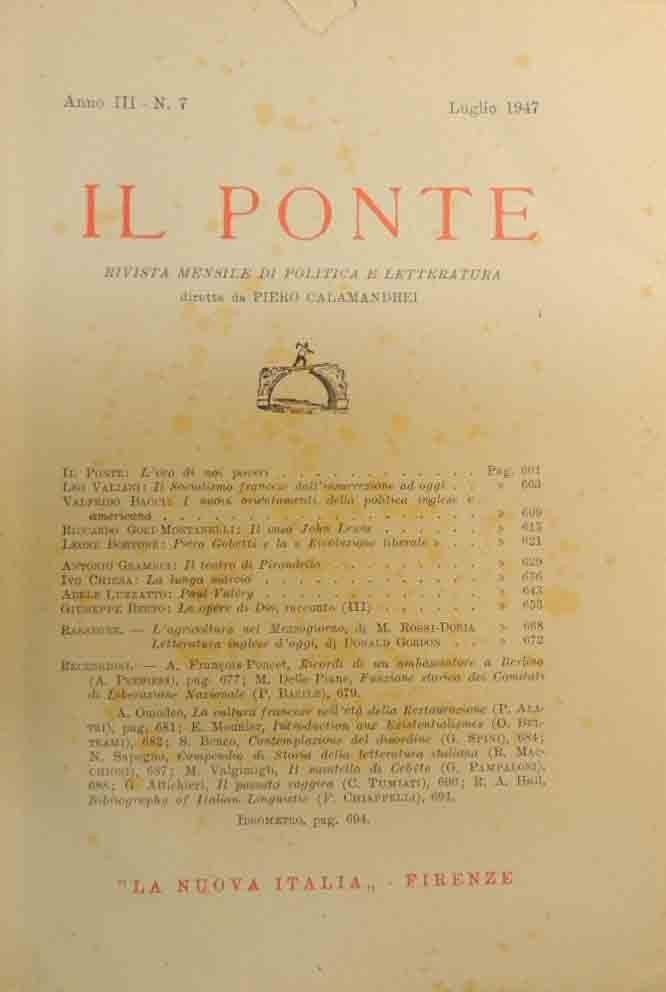 Anno III - N. 7
Luglio 1947
IL PONTE
RIVISTA MENSILE DI POLITICA E LETTERATURA
diretta da PIERO CALAMANDREI
IL PONTE: L'oro di noi poveri . . . . . . . . . . . . Pag. 601
LEO VALIANI: Il Socialismo francese dall'insurrezione ad oggi . . » 603
VALFREDO BACCI: I nuovi orientamenti della politica inglese e
americana . . . . . . . . . . . . . . . . » 609
RICCARDO GORI-MONTANELLI: Il caso John Lewis . . . . . . » 615
LEONE BORTONE: Piero Gobetti e la « Rivoluzione liberale » . . . » 621
ANTONIO GRAMSCI: Il teatro di Pirandello . . . . . . . . » 629
IVO CHIESA: La lunga marcia . . . . . . . . . . . . » 636
ADELE LUZZATTO: Paul Valéry . . . . . . . . . . . . » 643
GIUSEPPE BERTO: Le opere di Dio, racconto (III) . . . . . . » 653
RASSEGNE. — L'agricoltura nel Mezzogiorno, di M. ROSSI-DORIA » 668
Letteratura inglese d'oggi, di DONALD GORDON . . » 672
RECENSIONI. — A. François-Poncet, Ricordi di un ambasciatore a Berlino
(A. ), pag. 677; M. Delle Piane, Funzione storica dei Comitati
di Liberazione Nazionale (P. BARILE), 679.
A. Omodeo, La cultura francese nell'età della Restaurazione (P. ALA-
TRI), pag. 681; E. Mounier, Introduction aux Existentialismes (O. BEL-
TRAMI), 682; S. Benco, Contemplazione del disordine (G. SPINI), 684;
N. Sapegno, Compendio di Storia della letteratura italiana (R. MAC-
CHIONI), 687; M. Valgimigli, Il mantello di Cebète (G. PAMPALONI),
688; G. Attichieri, (C. TUMIATI), 690; R. A. Hall,
Bibliography of Italian Linguistic (F. CHIAPPELLI), 691.
IDROMETRO, pag. 694.
"LA NUOVA ITALIA„ - FIRENZE